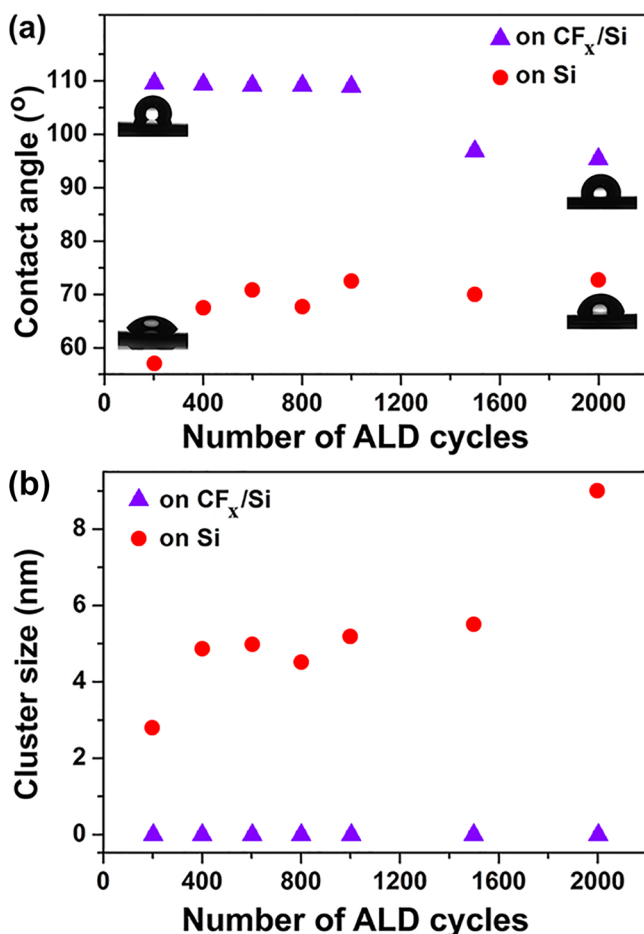 (a)
on CFx/Si
on Si
110
100
90
80
70
60
Contact angle (°)
400 800 1200 1600 2000
Number of ALD cycles
(b)
on CFx/Si
on Si
8
6
4
2
0
Cluster size (nm)
400 800 1200 1600 2000
Number of ALD cycles